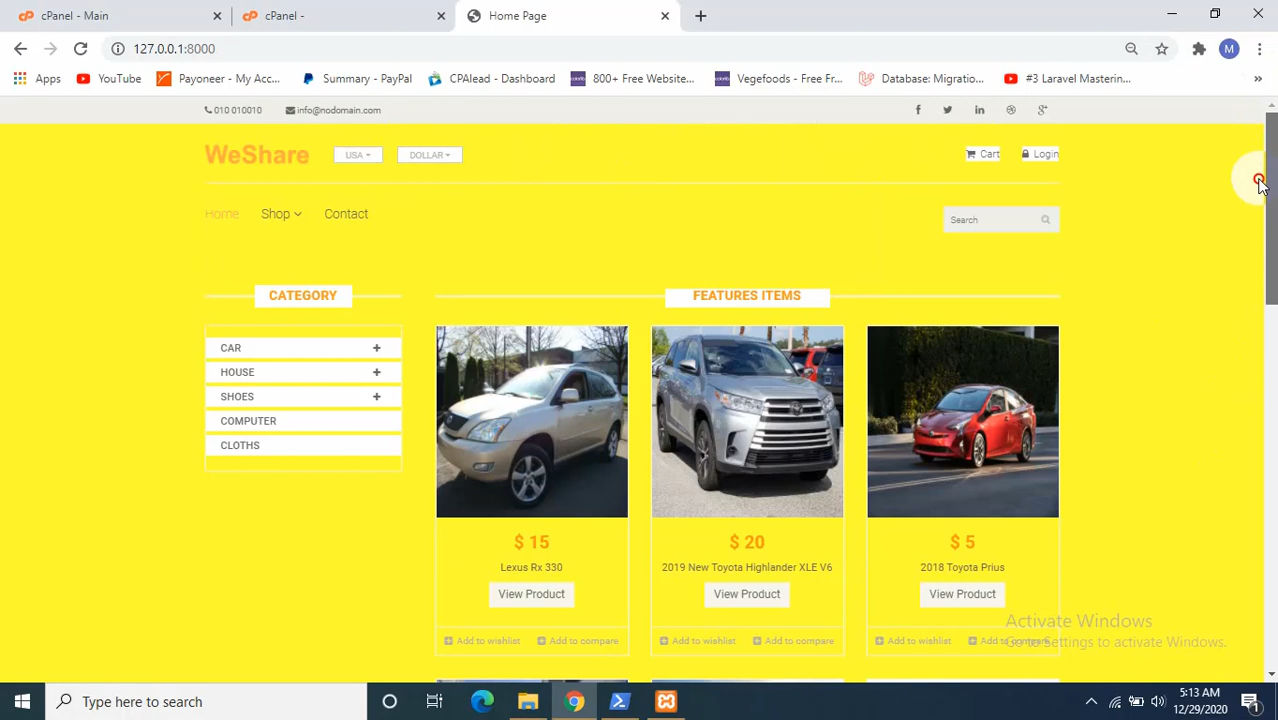 cPanel - Main
cPanel -
Home Page
127.0.0.1:8000
M
Apps
YouTube
Payoneer - My Acc...
Summary - PayPal
CPAlead - Dashboard
800+ Free Website...
Vegefoods - Free Fr...
Database: Migratio...
#3 Laravel Masterin...
010 010010
info@nodomain.com
WeShare
USA
DOLLAR
Cart
Login
Home
Shop
Contact
Search
CATEGORY
CAR
HOUSE
SHOES
COMPUTER
CLOTHS
FEATURES ITEMS
$ 15
$ 20
$ 5
Lexus Rx 330
2019 New Toyota Highlander XLE V6
2018 Toyota Prius
View Product
View Product
View Product
Add to wishlist
Add to compare
Add to wishlist
Add to compare
Add to wishlist
Add to compare
Activate Windows
Go to Settings to activate Windows.
Type here to search
5:13 AM
12/29/2020